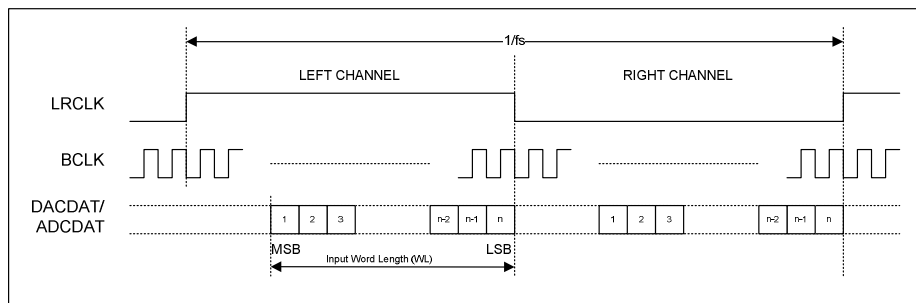 1/fs
LEFT CHANNEL RIGHT CHANNEL
LRCLK
BCLK
DACDAT/
ADCDAT
1 2 3 n-2 n-1 n 1 2 3 n-2 n-1 n
MSB LSB
Input Word Length (WL)